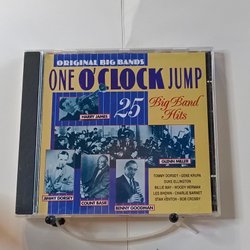 ORIGINAL BIG BANDS
ONE O'CLOCK JUMP
HARRY JAMES
25 Big Band
Hits
GLENN MILLER
TOMMY DORSEY • GENE KRUPA
DUKE ELLINGTON
BILLIE MAY • WOODY HERMAN
LES BROWN • CHARLIE BARNET
STAN KENTON • BOB CROSBY
JIMMY DORSEY
COUNT BASIE
BENNY GOODMAN